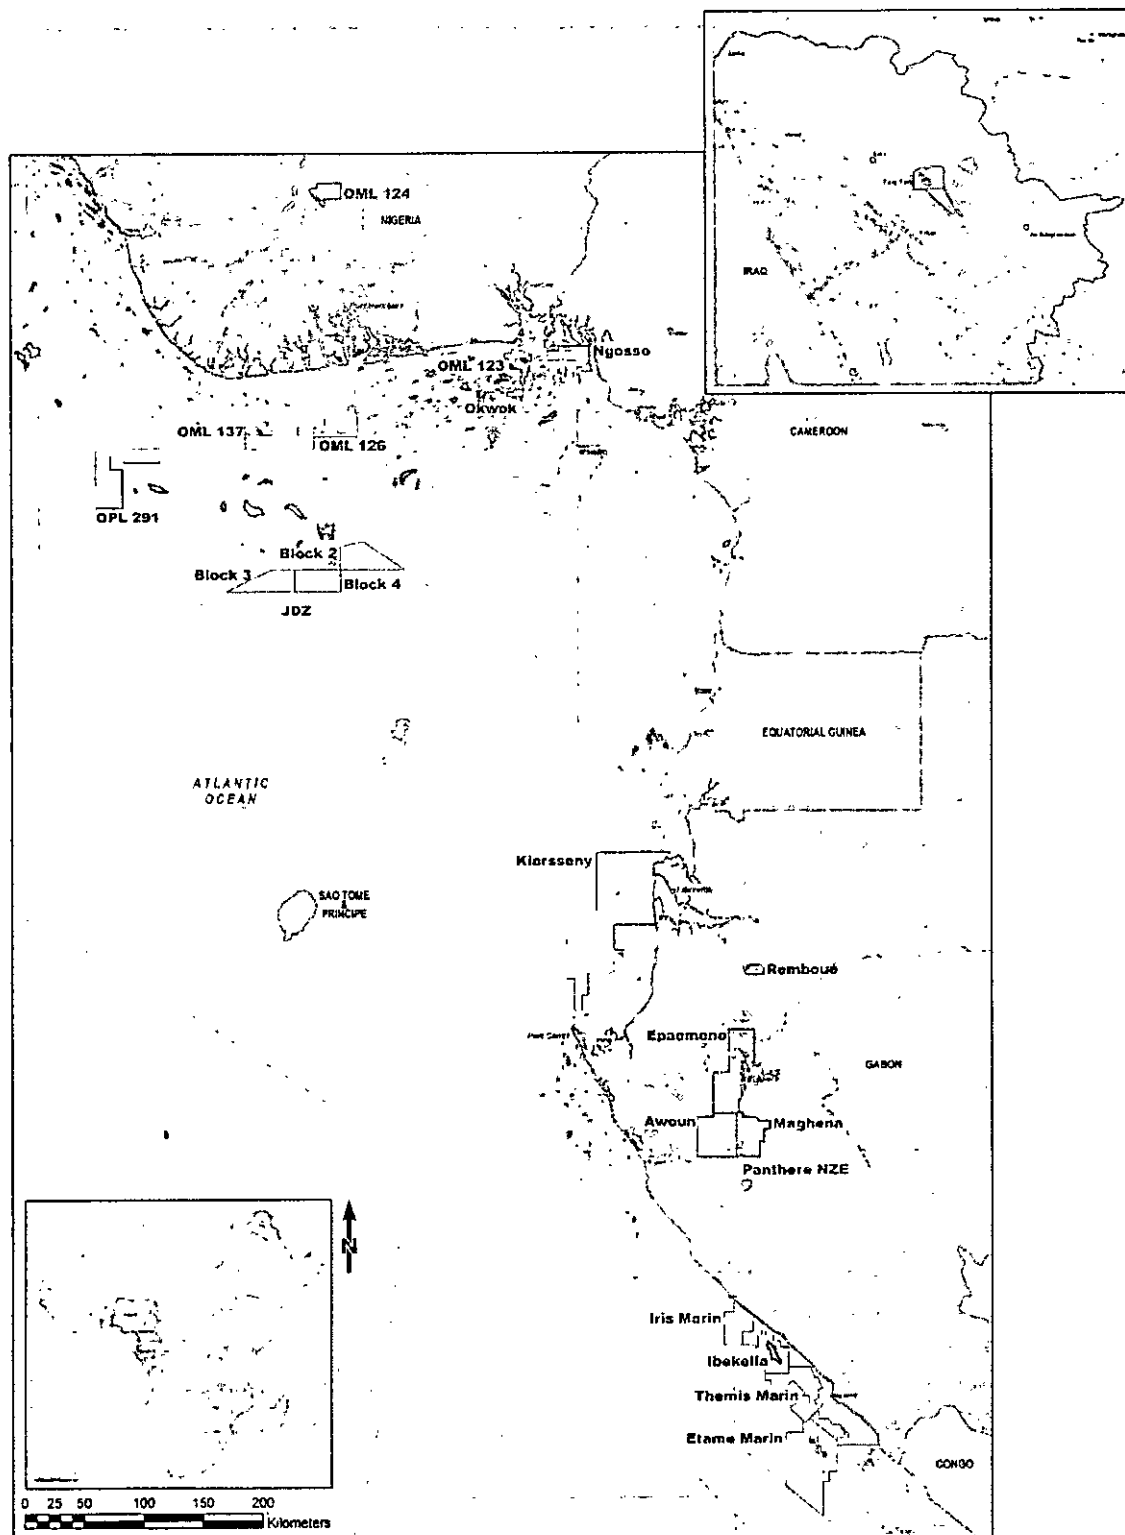 OML 124
NIGERIA
IRAQ
Ngosso
OML 123
Okwok
OML 137
OML 126
CAMEROON
OPL 291
Block 2
Block 3
Block 4
JDZ
EQUATORIAL GUINEA
ATLANTIC
OCEAN
Kiarsseny
SAO TOME
&
PRINCIPE
Remboué
Epaemeno
GABON
Awoun
Maghena
Panthere NZE
N
Iris Marin
Ibekelia
Themis Marin
Etame Marin
CONGO
0 25 50 100 150 200
Kilometers